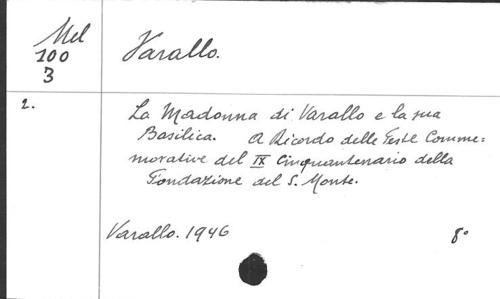 Mel
100
3
Varallo.
2.
La Madonna di Varallo e la sua
Basilica. A Ricordo delle Feste Comme=
morative del IX Cinquantenario della
Fondazione del S. Monte.
Varallo. 1946
8°